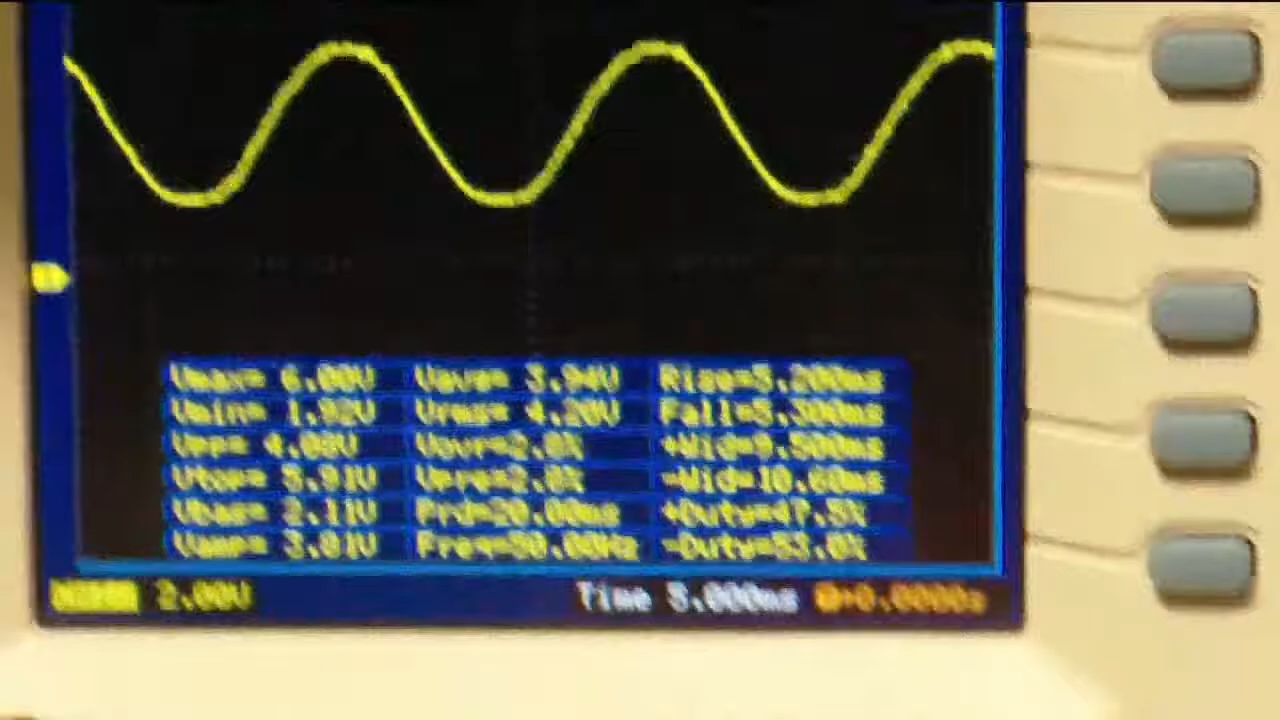 Vmax= 6.00V Vavg= 3.94V Rise=5.200ms
Vmin= 1.92V Vrms= 4.20V Fall=5.300ms
Vpp= 4.08V Vovr=2.0% +Wid=9.500ms
Vtop= 5.91V Vpre=2.0% -Wid=10.60ms
Vbas= 2.11V Prd=20.00ms +Duty=47.5%
Vamp= 3.81V Freq=50.00Hz -Duty=53.0%
2.00V Time 5.000ms +0.0000s